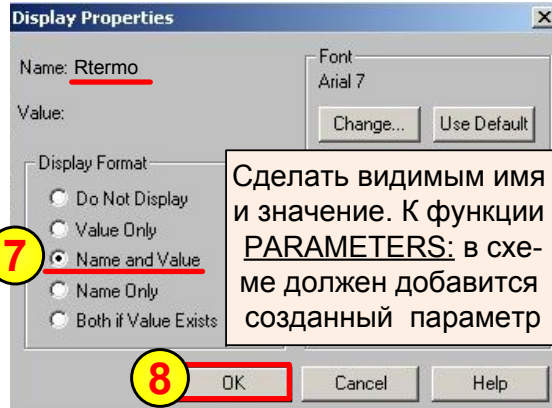 Display Properties
Name: Rtermo
Value:
Font
Arial 7
Change...
Use Default
Display Format
Do Not Display
Value Only
7
Name and Value
Name Only
Both if Value Exists
Сделать видимым имя
и значение. К функции
PARAMETERS: в схе-
ме должен добавится
созданный параметр
8
OK
Cancel
Help